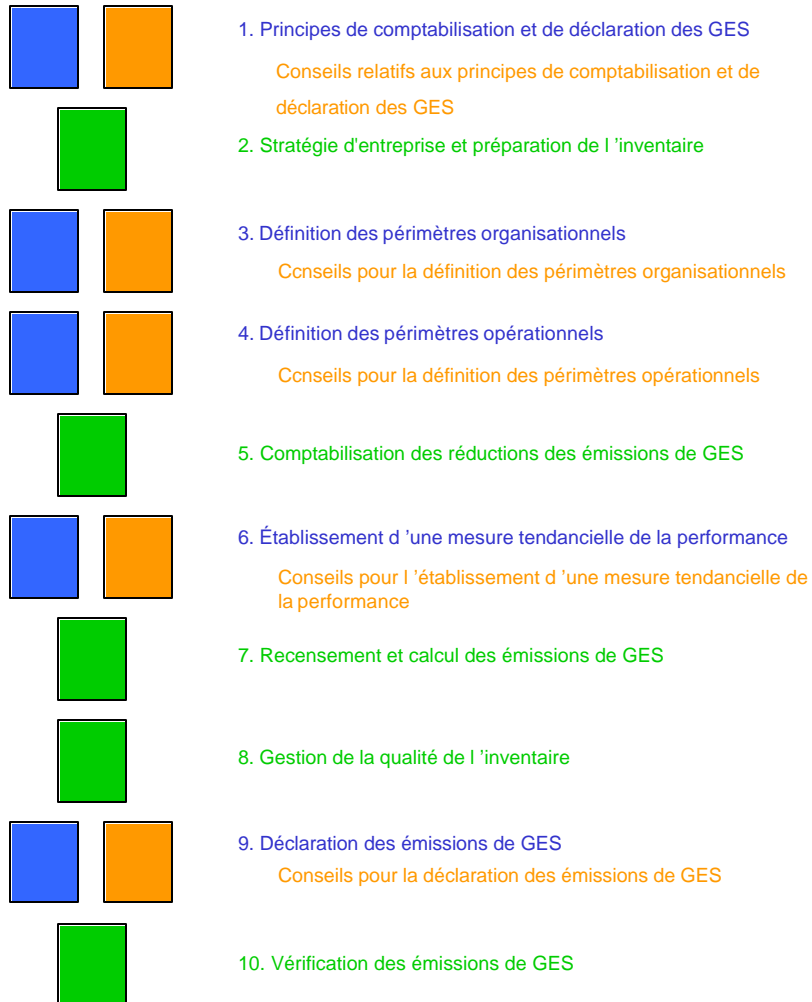 1. Principes de comptabilisation et de déclaration des GES
Conseils relatifs aux principes de comptabilisation et de
déclaration des GES
2. Stratégie d'entreprise et préparation de l ’inventaire
3. Définition des périmètres organisationnels
Ccnseils pour la définition des périmètres organisationnels
4. Définition des périmètres opérationnels
Ccnseils pour la définition des périmètres opérationnels
5. Comptabilisation des réductions des émissions de GES
6. Établissement d ’une mesure tendancielle de la performance
Conseils pour l ’établissement d ’une mesure tendancielle de
la performance
7. Recensement et calcul des émissions de GES
8. Gestion de la qualité de l ’inventaire
9. Déclaration des émissions de GES
Conseils pour la déclaration des émissions de GES
10. Vérification des émissions de GES